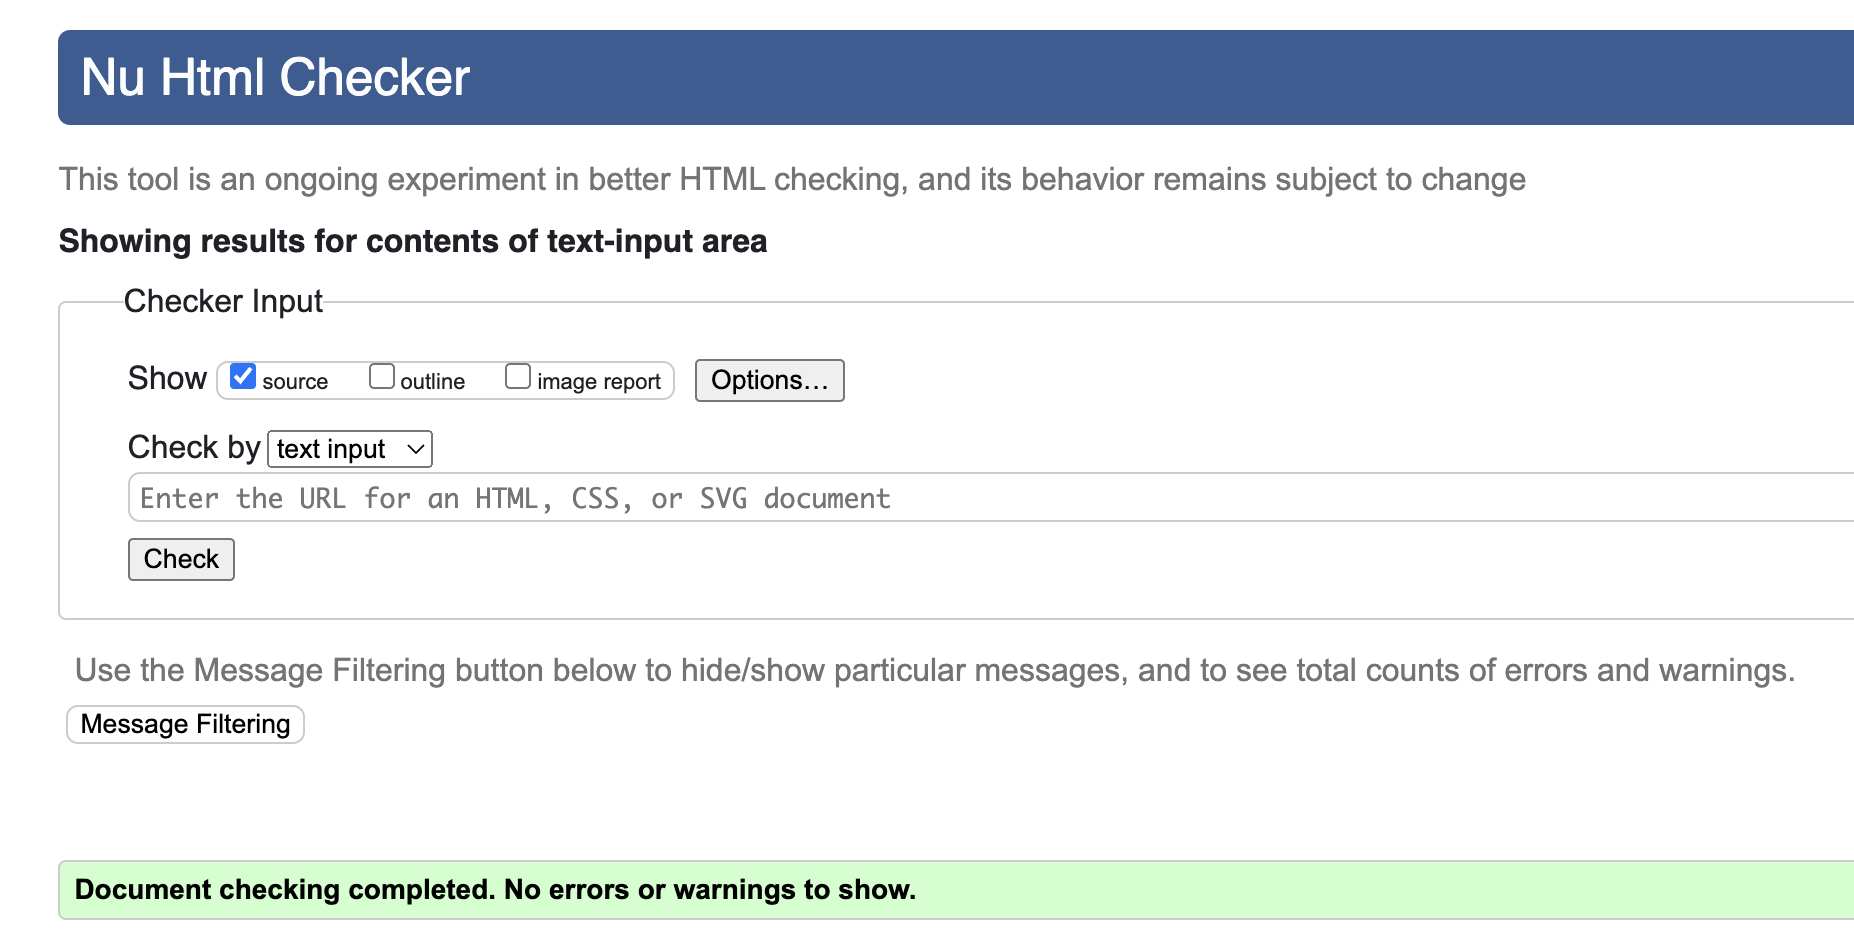 Nu Html Checker
This tool is an ongoing experiment in better HTML checking, and its behavior remains subject to change
Showing results for contents of text-input area
Checker Input
Show source outline image report Options…
Check by text input
Enter the URL for an HTML, CSS, or SVG document
Check
Use the Message Filtering button below to hide/show particular messages, and to see total counts of errors and warnings.
Message Filtering
Document checking completed. No errors or warnings to show.